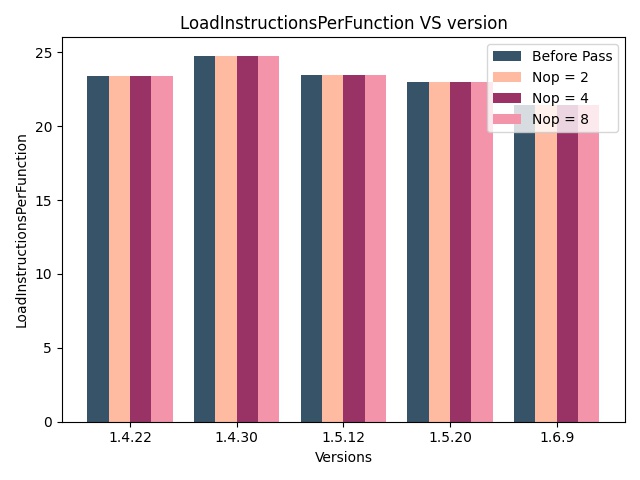 LoadInstructionsPerFunction VS version
LoadInstructionsPerFunction
25
20
15
10
5
0
Before Pass
Nop = 2
Nop = 4
Nop = 8
1.4.22
1.4.30
1.5.12
1.5.20
1.6.9
Versions